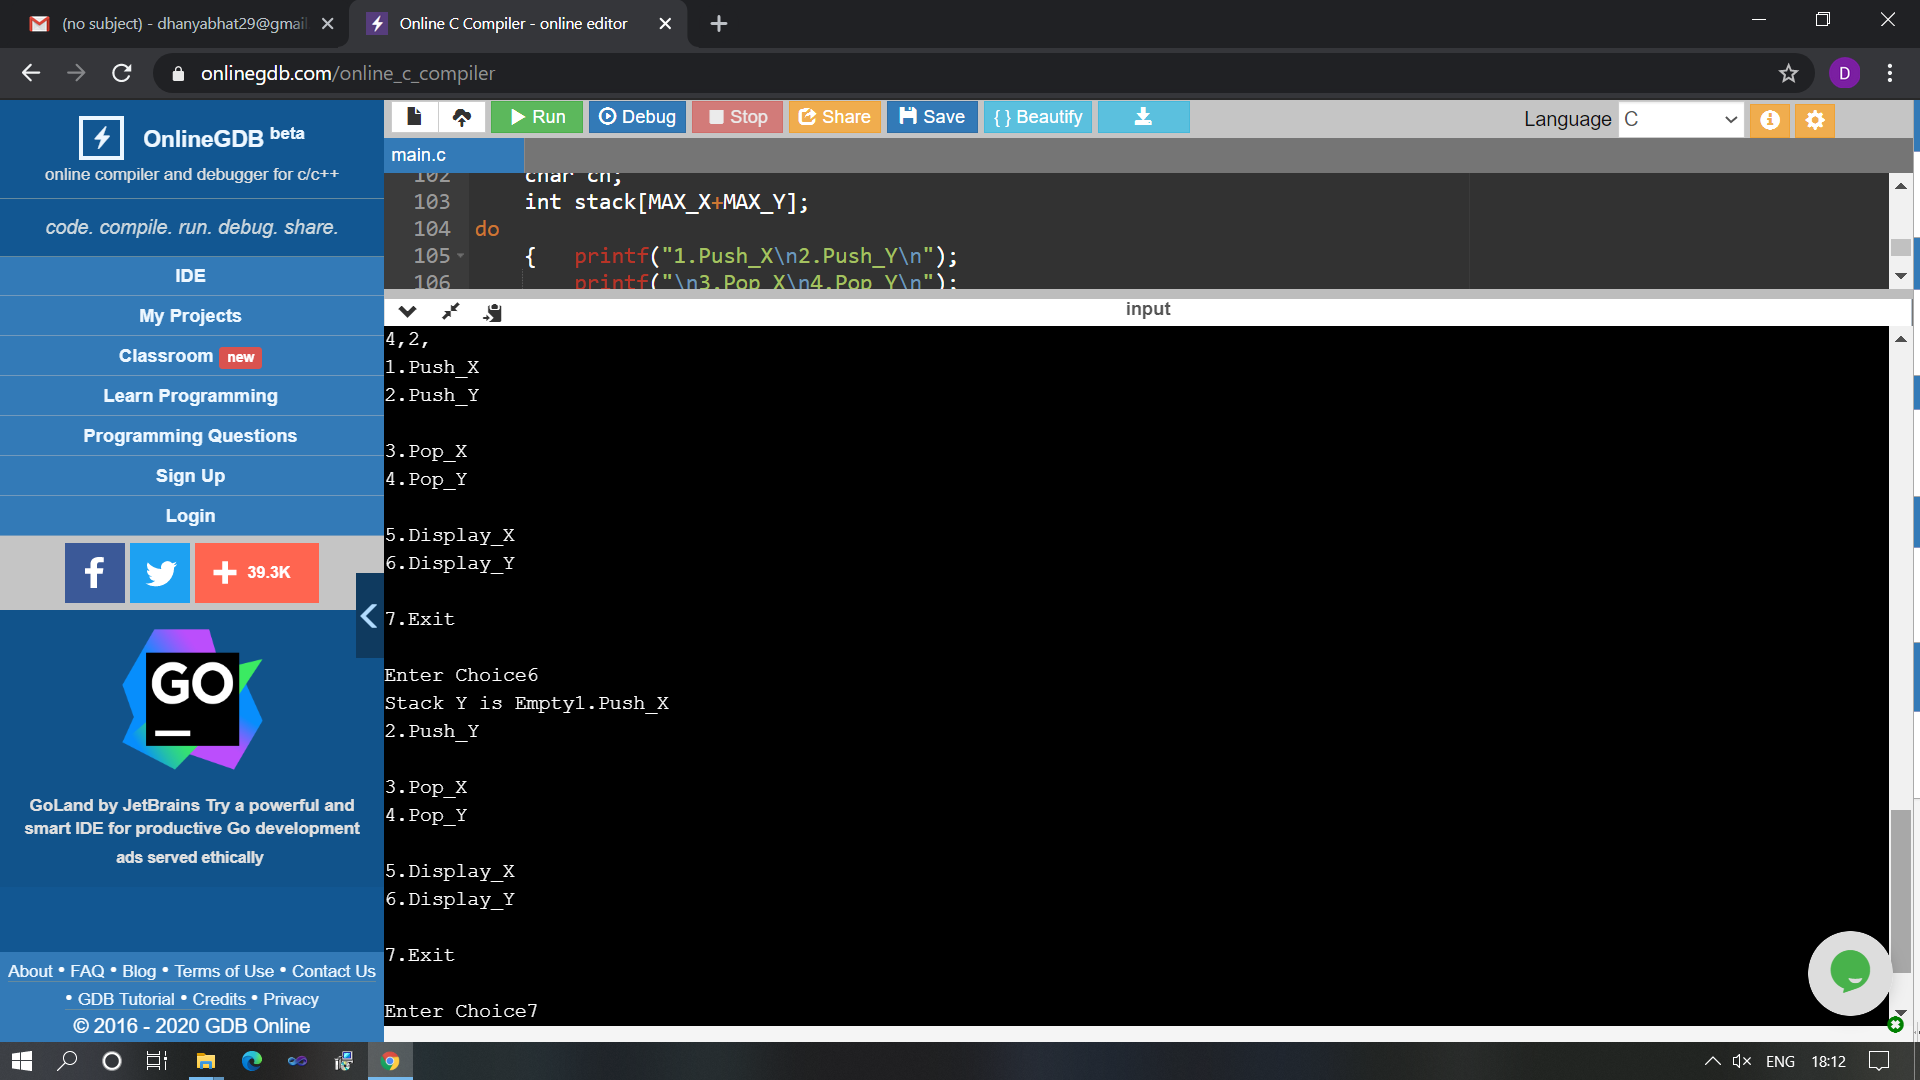 (no subject) - dhanyabhat29@gmail
Online C Compiler - online editor
onlinegdb.com/online_c_compiler
D
OnlineGDB beta
online compiler and debugger for c/c++
code. compile. run. debug. share.
IDE
My Projects
Classroom new
Learn Programming
Programming Questions
Sign Up
Login
39.3K
GO
GoLand by JetBrains Try a powerful and
smart IDE for productive Go development
ads served ethically
About • FAQ • Blog • Terms of Use • Contact Us
• GDB Tutorial • Credits • Privacy
© 2016 - 2020 GDB Online
Run
Debug
Stop
Share
Save
{ } Beautify
Language C
main.c
102 char ch;
103 int stack[MAX_X+MAX_Y];
104 do
105 { printf("1.Push_X\n2.Push_Y\n");
106 printf("\n3.Pop_X\n4.Pop_Y\n");
input
4,2,
1.Push_X
2.Push_Y
3.Pop_X
4.Pop_Y
5.Display_X
6.Display_Y
7.Exit
Enter Choice6
Stack Y is Empty1.Push_X
2.Push_Y
3.Pop_X
4.Pop_Y
5.Display_X
6.Display_Y
7.Exit
Enter Choice7
ENG
18:12